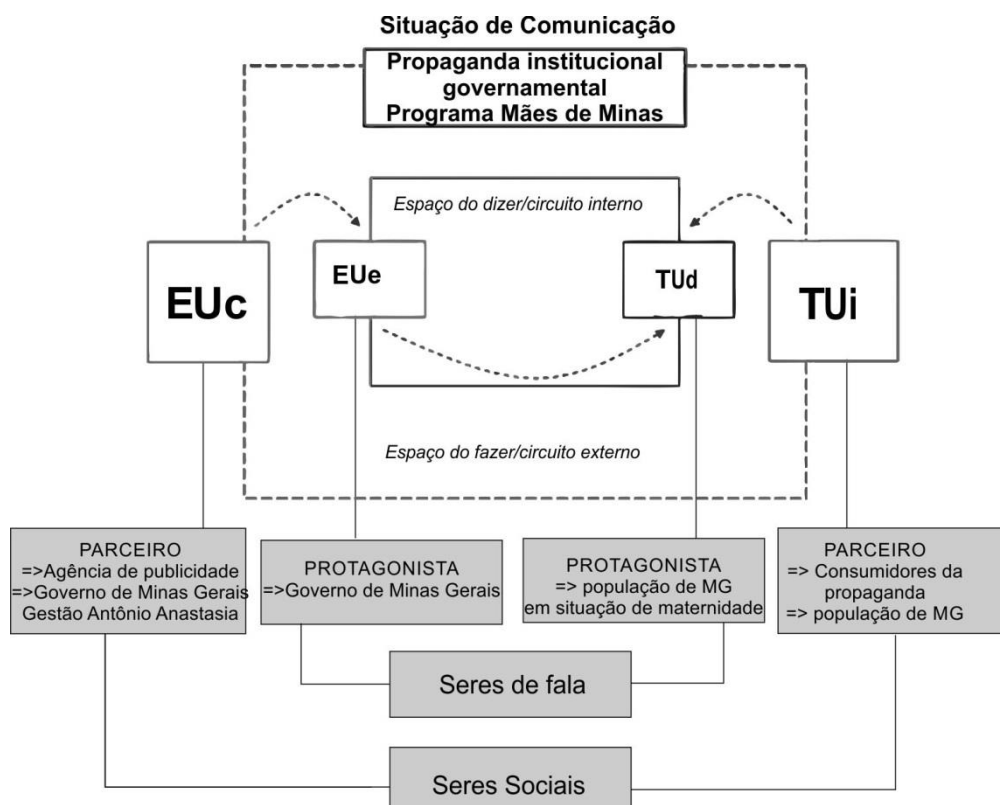 Situação de Comunicação
Propaganda institucional
governamental
Programa Mães de Minas
Espaço do dizer/circuito interno
EUc
EUe
TUd
TUi
Espaço do fazer/circuito externo
PARCEIRO
=>Agência de publicidade
=>Governo de Minas Gerais
Gestão Antônio Anastasia
PROTAGONISTA
=>Governo de Minas Gerais
PROTAGONISTA
=> população de MG
em situação de maternidade
PARCEIRO
=> Consumidores da
propaganda
=> população de MG
Seres de fala
Seres Sociais